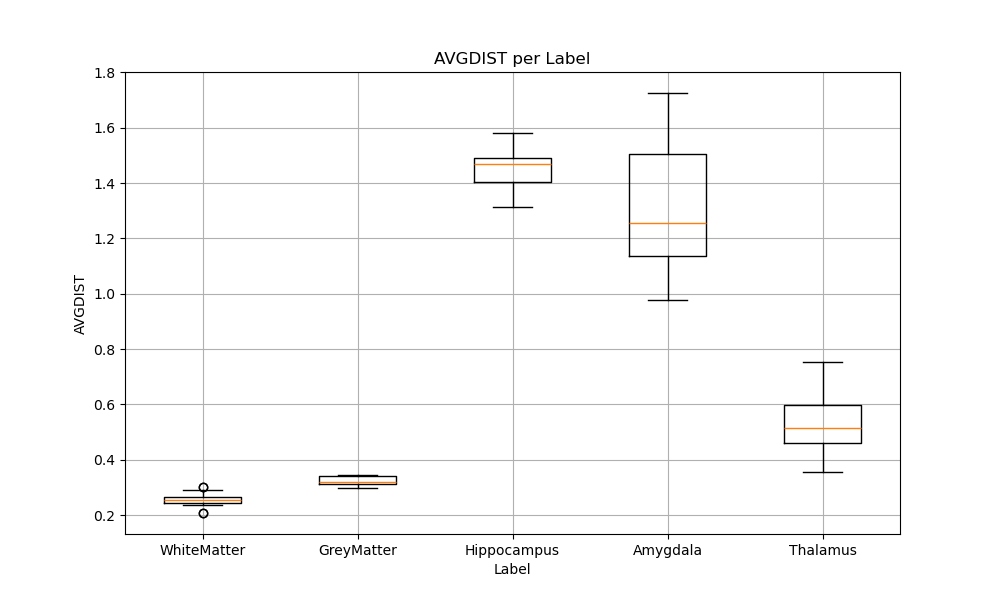 AVGDIST per Label
AVGDIST
1.8
1.6
1.4
1.2
1.0
0.8
0.6
0.4
0.2
WhiteMatter GreyMatter Hippocampus Amygdala Thalamus
Label